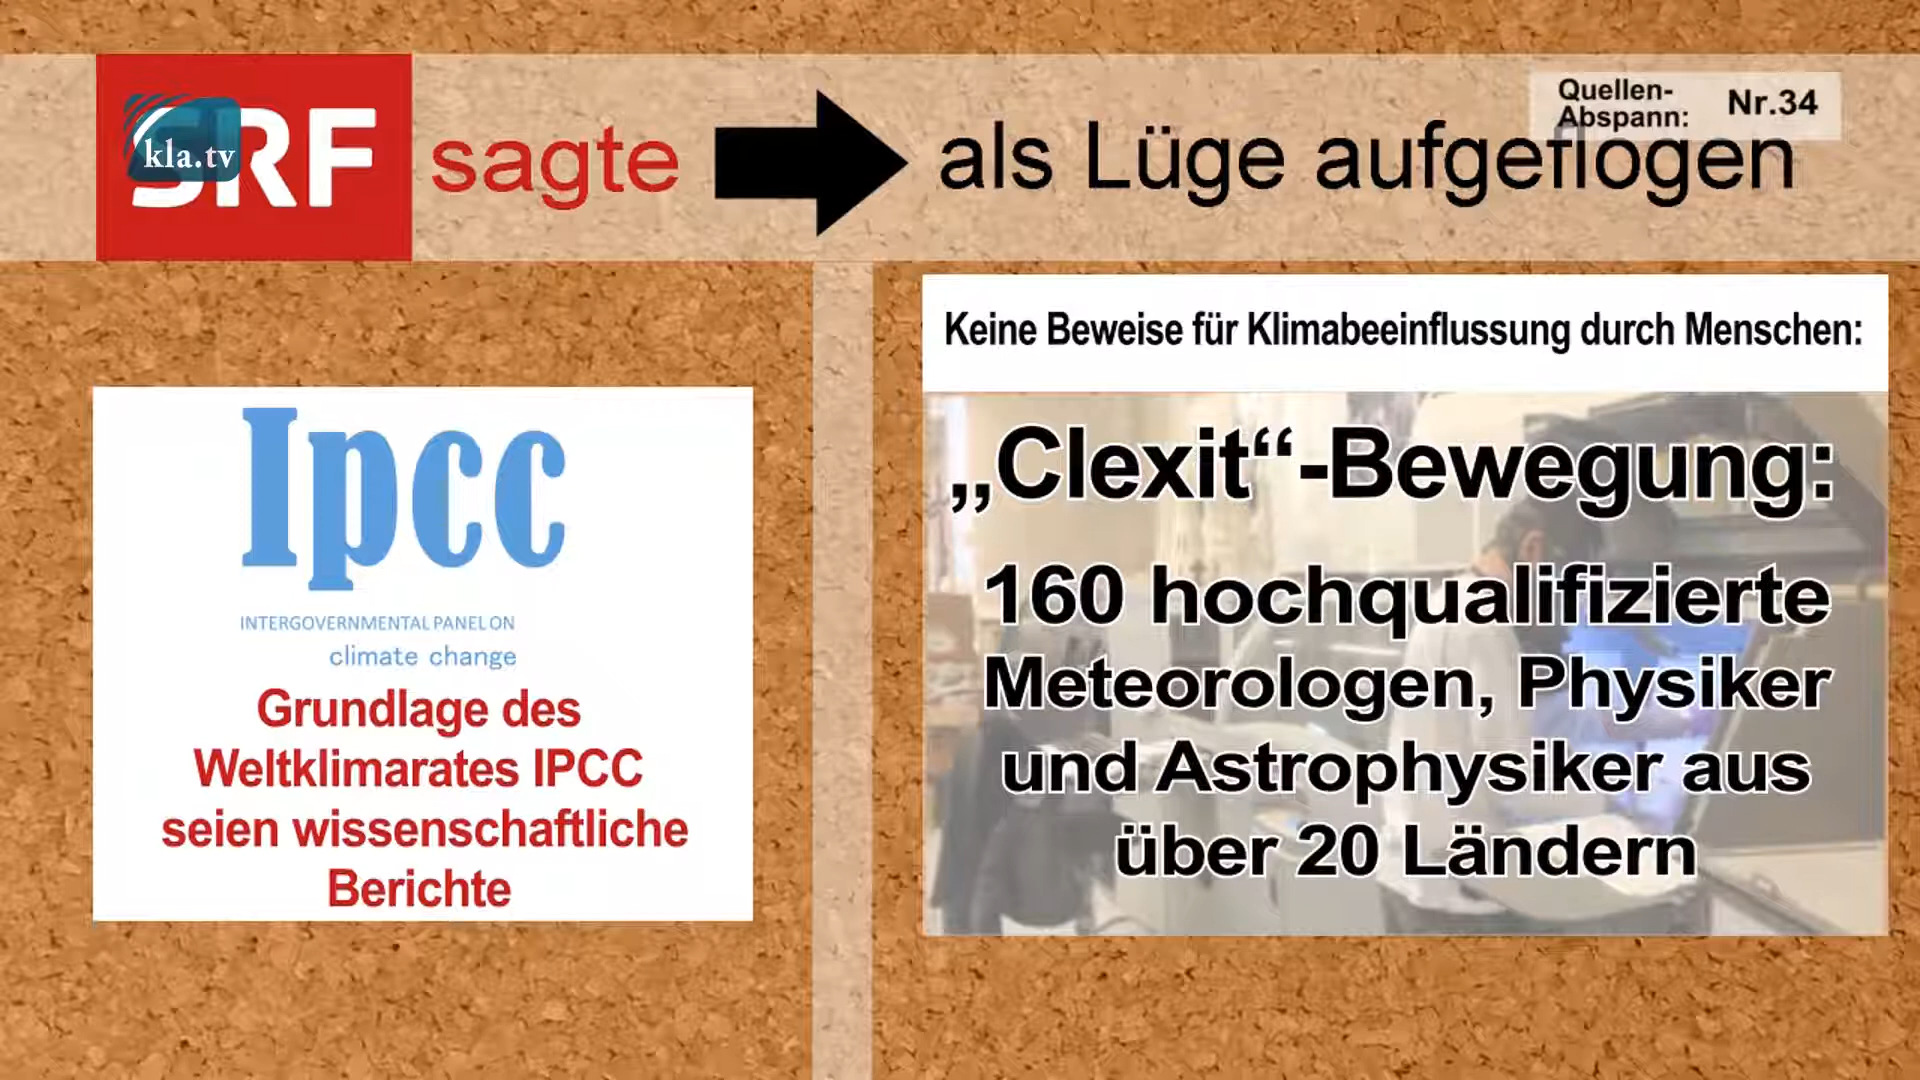 SRF
kla.tv
sagte
als Lüge aufgeflogen
Quellen-
Abspann:
Nr.34
Ipcc
INTERGOVERNMENTAL PANEL ON
climate change
Grundlage des
Weltklimarates IPCC
seien wissenschaftliche
Berichte
Keine Beweise für Klimabeeinflussung durch Menschen:
„Clexit“-Bewegung:
160 hochqualifizierte
Meteorologen, Physiker
und Astrophysiker aus
über 20 Ländern